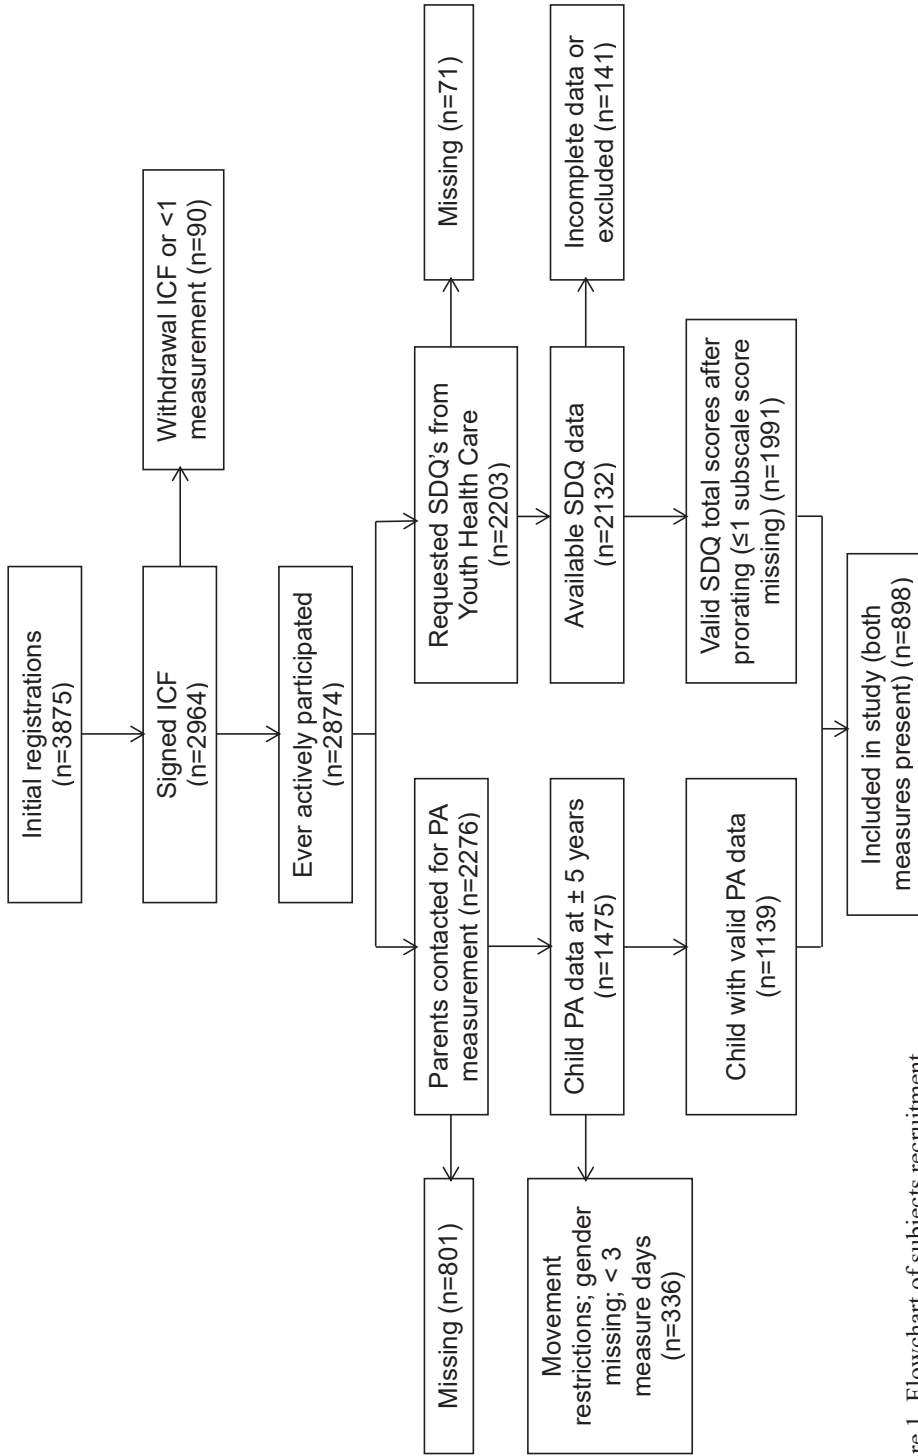 Initial registrations
(n=3875)
Signed ICF
(n=2964)
Withdrawal ICF or <1
measurement (n=90)
Ever actively participated
(n=2874)
Missing (n=801)
Parents contacted for PA
measurement (n=2276)
Requested SDQ's from
Youth Health Care
(n=2203)
Missing (n=71)
Movement
restrictions; gender
missing; < 3
measure days
(n=336)
Child PA data at ± 5 years
(n=1475)
Available SDQ data
(n=2132)
Incomplete data or
excluded (n=141)
Child with valid PA data
(n=1139)
Valid SDQ total scores after
prorating (≤1 subscale score
missing) (n=1991)
Included in study (both
measures present) (n=898)
re 1. Flowchart of subjects recruitment